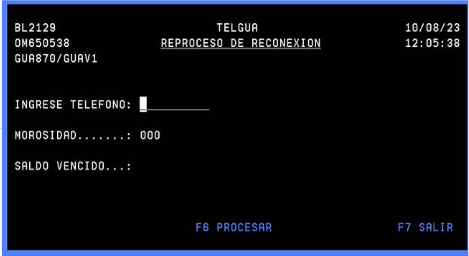 BL2129 TELGUA 10/08/23
OM650538 REPROCESO DE RECONEXION 12:05:38
GUA870/GUAV1
INGRESE TELEFONO:
MOROSIDAD.......: 000
SALDO VENCIDO...:
F6 PROCESAR F7 SALIR